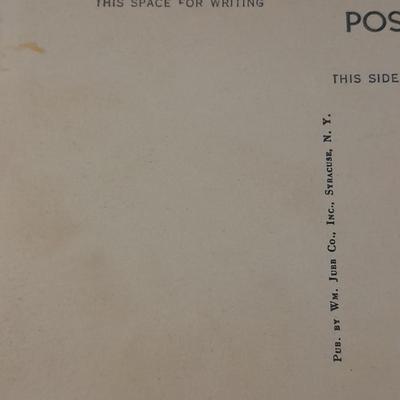 THIS SPACE FOR WRITING
POS
THIS SIDE
Pub. by Wm. Jubb Co., Inc., Syracuse, N. Y.